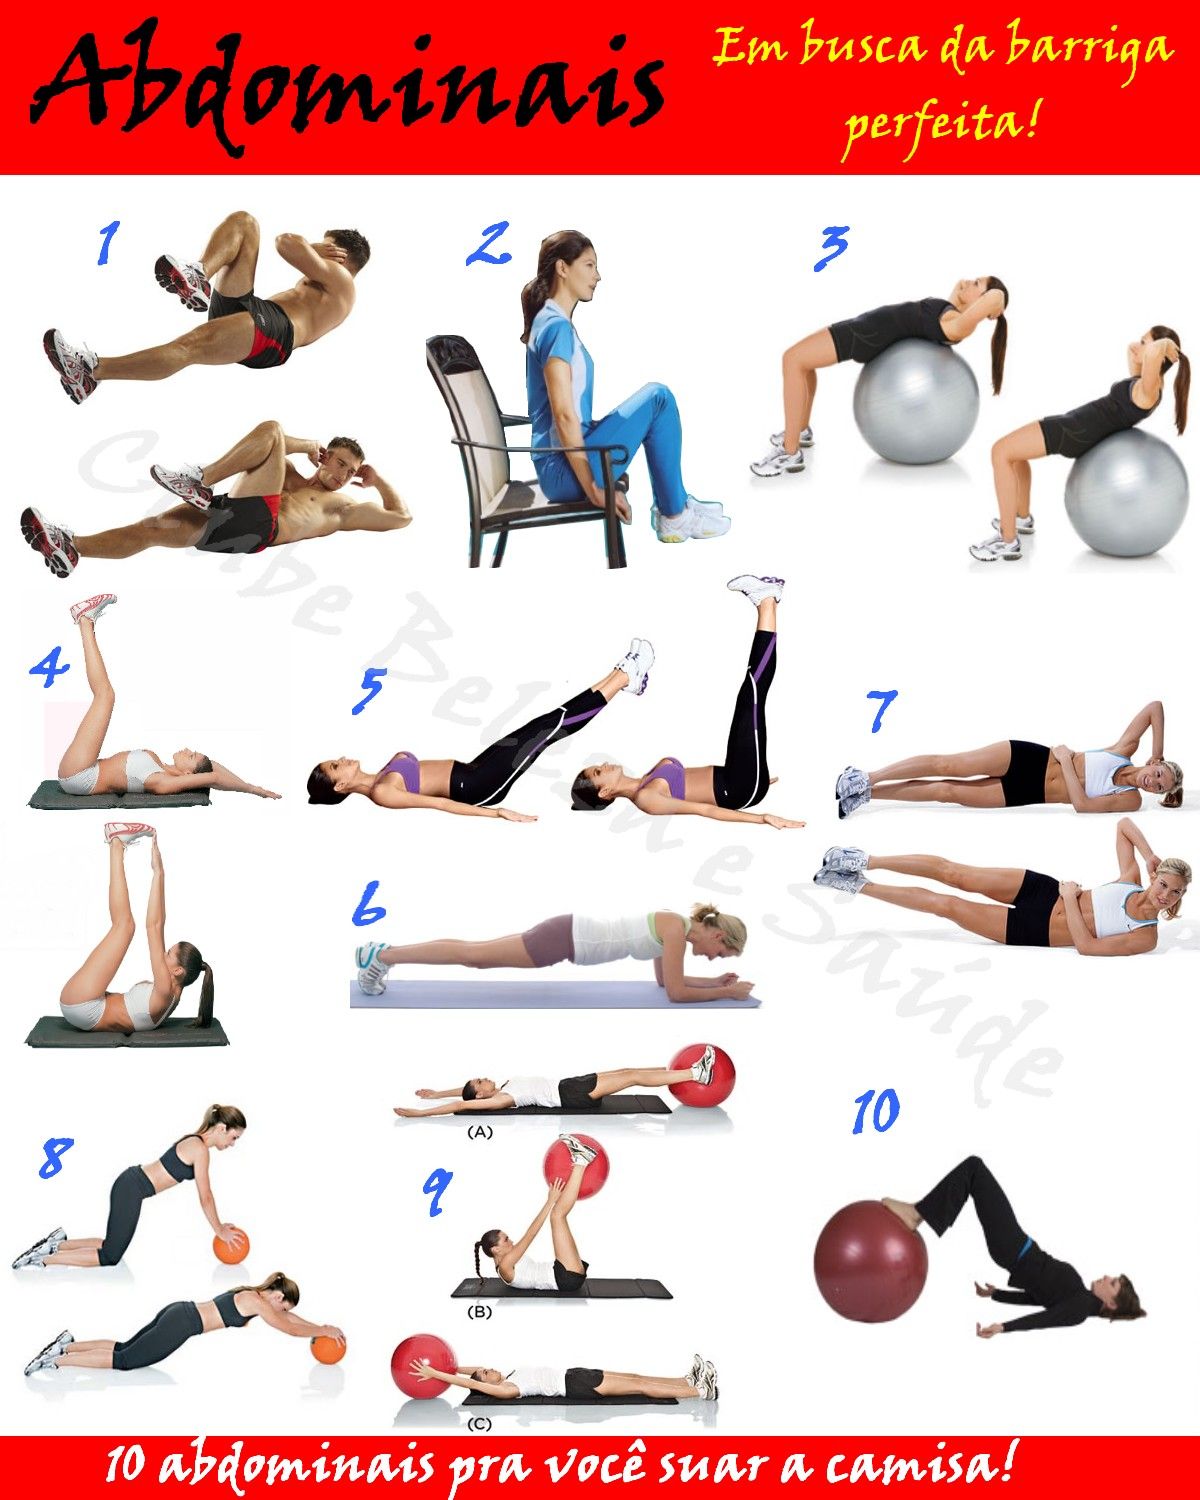 Abdominais
Em busca da barriga
perfeita!
1
2
3
4
5
6
7
8
9
10
(A)
(B)
(C)
Clube Beleza e Saúde
10 abdominais pra você suar a camisa!